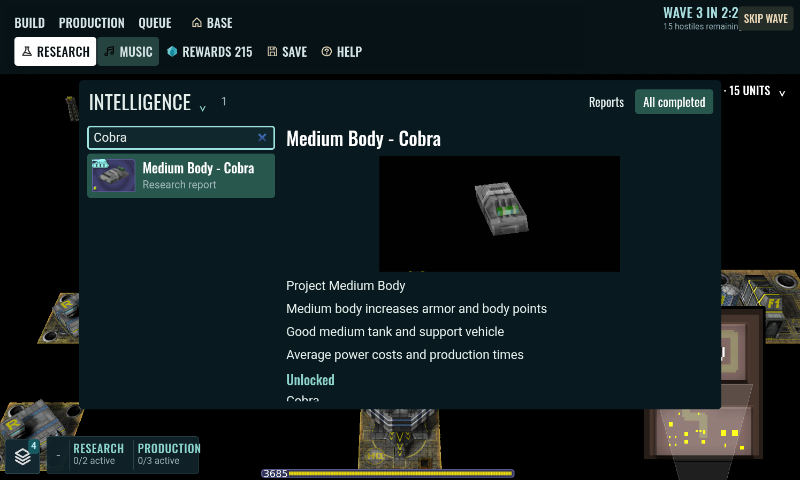 BUILD PRODUCTION QUEUE BASE
WAVE 3 IN 2:2
15 hostiles remainin
SKIP WAVE
RESEARCH MUSIC REWARDS 215 SAVE HELP
· 15 UNITS
INTELLIGENCE 1
Reports All completed
Cobra
Medium Body - Cobra
Research report
Medium Body - Cobra
Project Medium Body
Medium body increases armor and body points
Good medium tank and support vehicle
Average power costs and production times
Unlocked
Cobra
R
F1
R
4
- RESEARCH PRODUCTION
0/2 active 0/3 active
3685